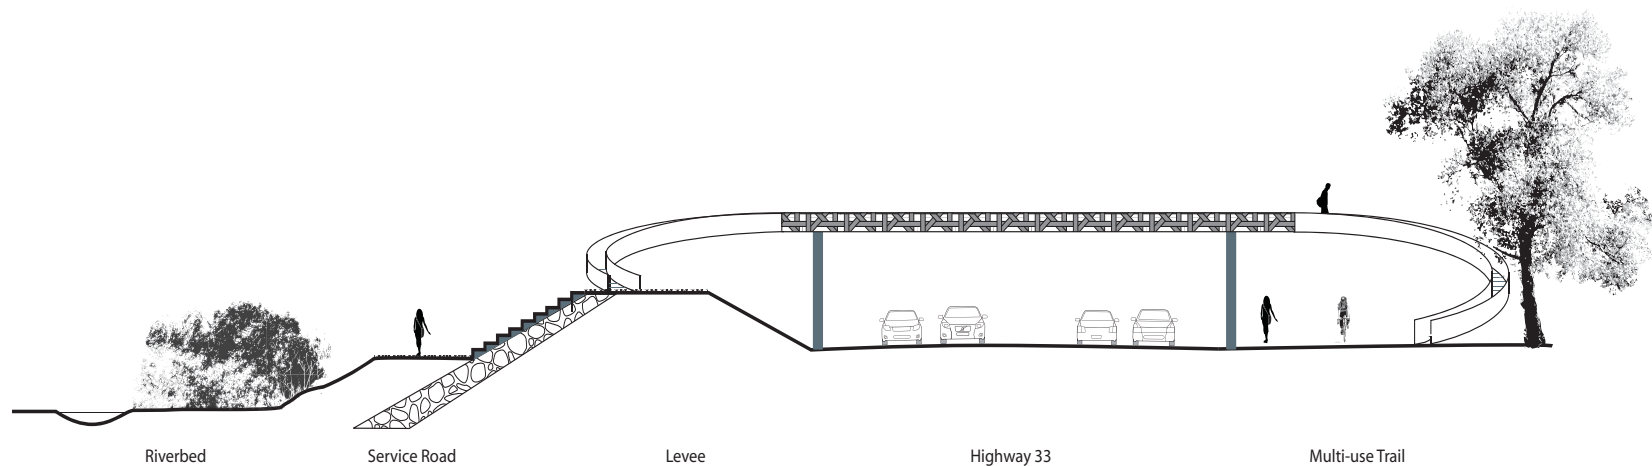 Riverbed
Service Road
Levee
Highway 33
Multi-use Trail